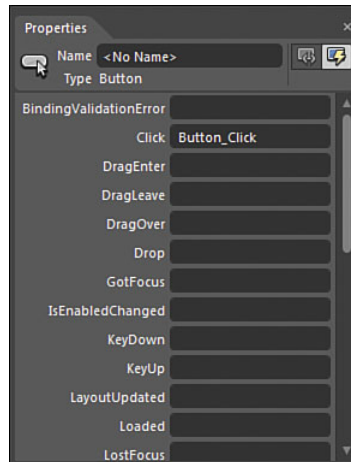 Properties
Name <No Name>
Type Button
BindingValidationError
Click Button_Click
DragEnter
DragLeave
DragOver
Drop
GotFocus
IsEnabledChanged
KeyDown
KeyUp
LayoutUpdated
Loaded
LostFocus